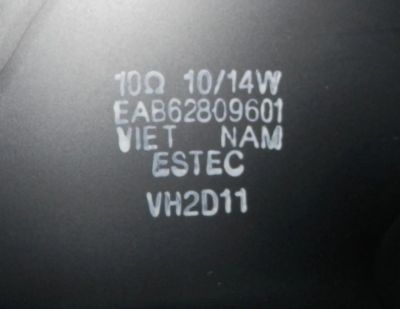 10Ω 10/14W
EAB62809601
VIET NAM
ESTEC
VH2D11